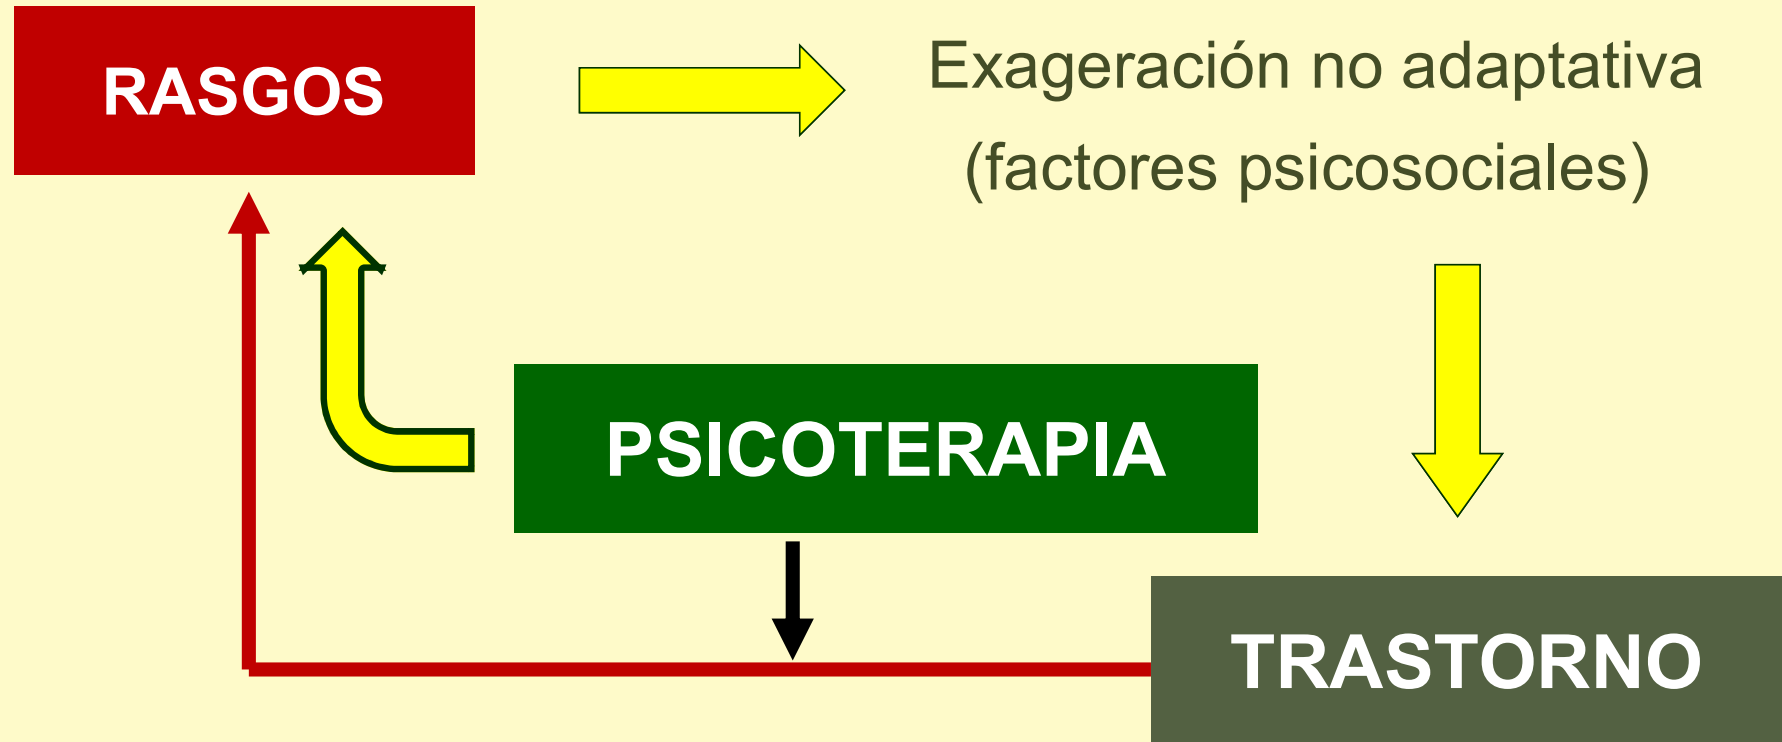 RASGOS
Exageración no adaptativa
(factores psicosociales)
PSICOTERAPIA
TRASTORNO